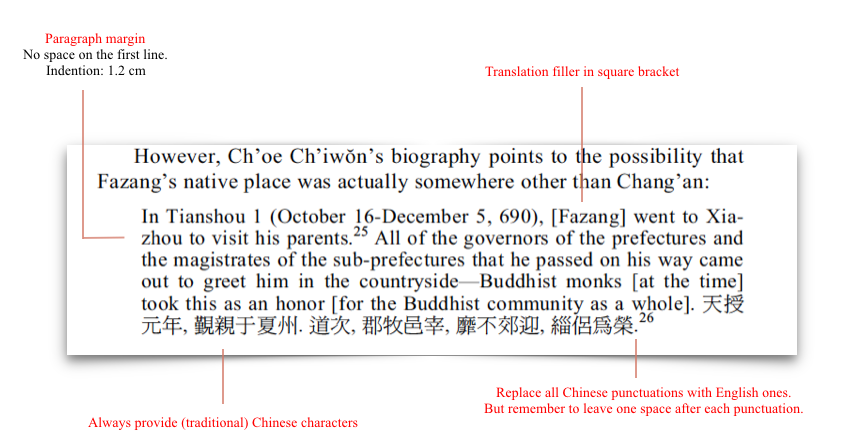 Paragraph margin
No space on the first line.
Indention: 1.2 cm
Translation filler in square bracket
However, Ch’oe Ch’iwŏn’s biography points to the possibility that
Fazang’s native place was actually somewhere other than Chang’an:
In Tianshou 1 (October 16-December 5, 690), [Fazang] went to Xia-
zhou to visit his parents.25 All of the governors of the prefectures and
the magistrates of the sub-prefectures that he passed on his way came
out to greet him in the countryside—Buddhist monks [at the time]
took this as an honor [for the Buddhist community as a whole]. 天授
元年, 覲親于夏州. 道次, 郡牧邑宰, 靡不郊迎, 緇侶爲榮.26
Always provide (traditional) Chinese characters
Replace all Chinese punctuations with English ones.
But remember to leave one space after each punctuation.